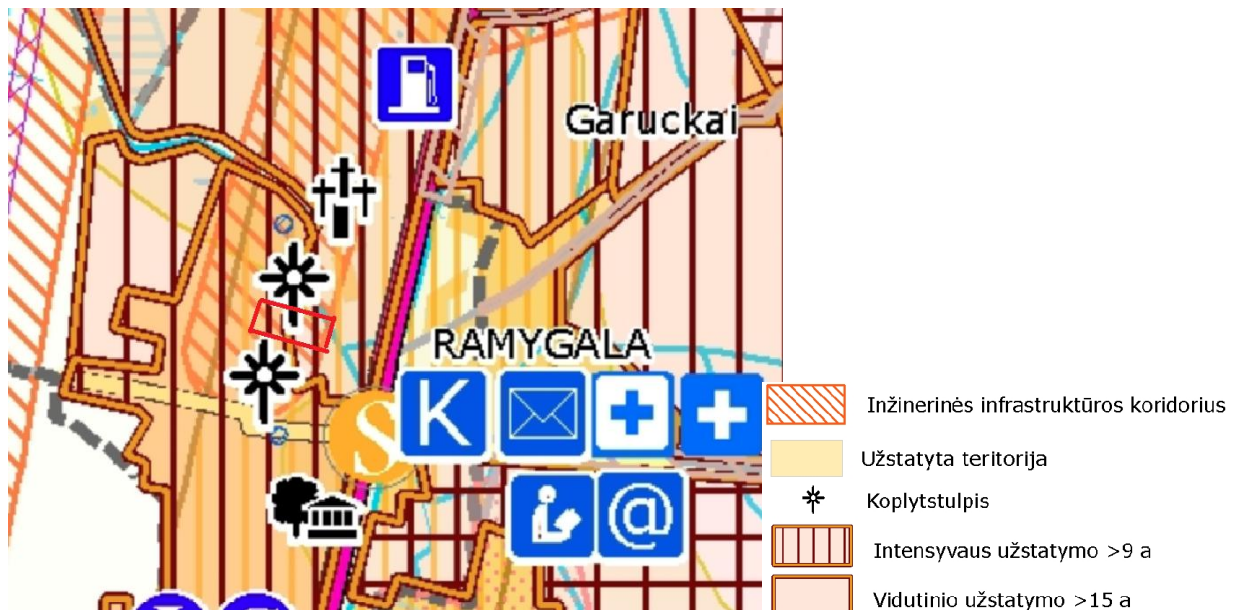 Garuckai
RAMYGALA
S
K
@
Inžinerinės infrastruktūros koridorius
Užstatyta teritorija
Koplytstulpis
Intensyvaus užstatymo >9 a
Vidutinio užstatymo >15 a